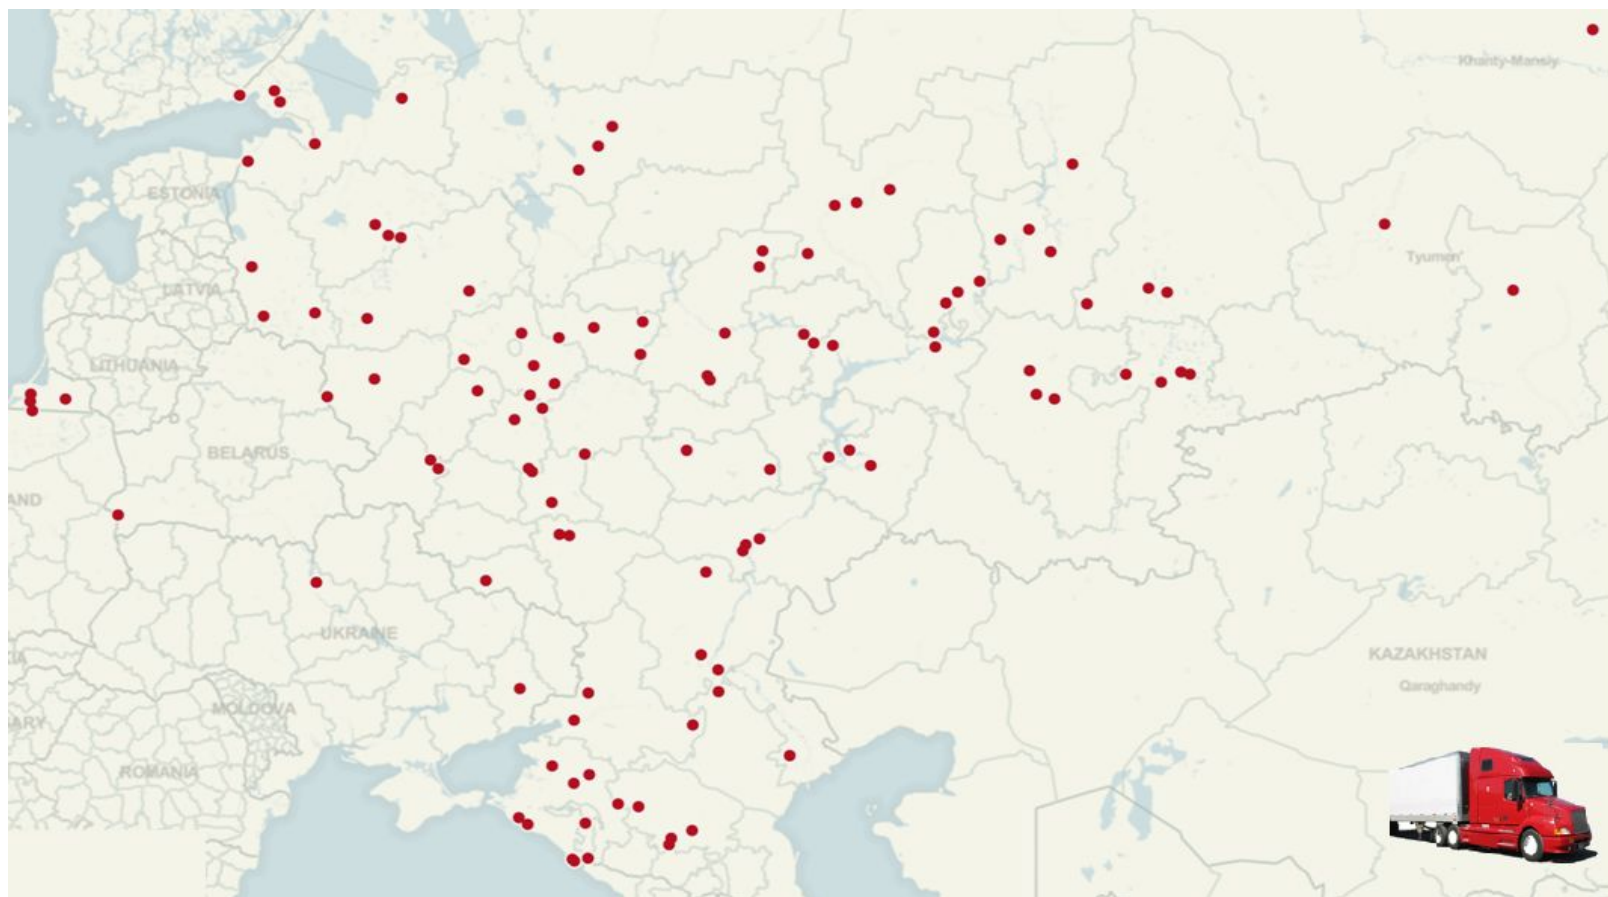 Khanty-Mansiy
ESTONIA
Tyumen'
LATVIA
LITHUANIA
BELARUS
AND
UKRAINE
KAZAKHSTAN
Qaraghandy
MOLDOVA
ARY
ROMANIA